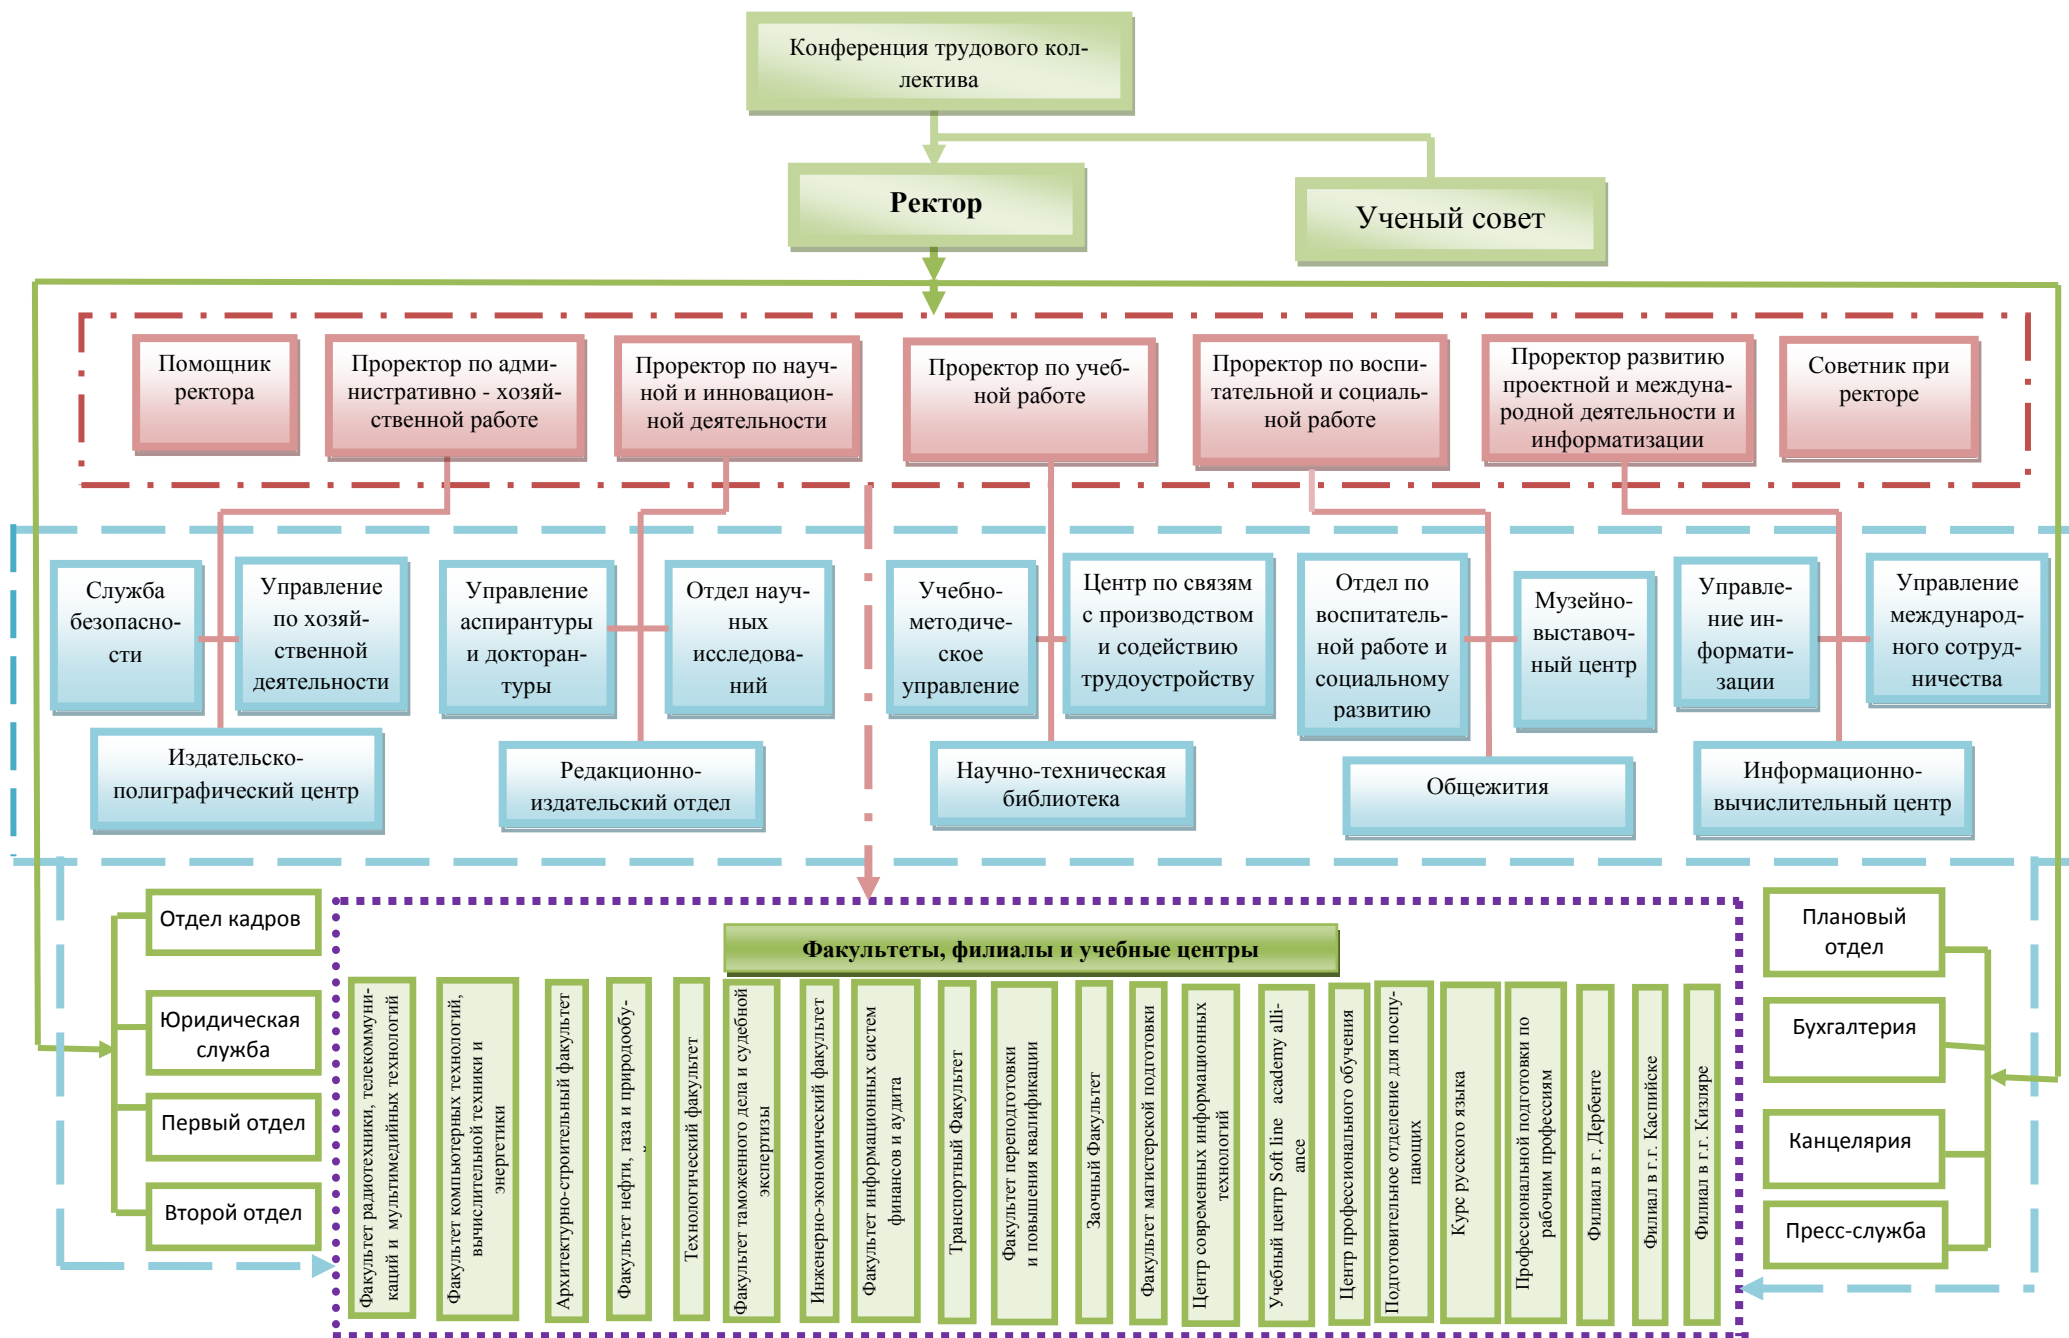 Конференция трудового кол-
лектива
Ректор
Ученый совет
Помощник
ректора
Проректор по адми-
нистративно - хозяй-
ственной работе
Проректор по науч-
ной и инновацион-
ной деятельности
Проректор по учеб-
ной работе
Проректор по воспи-
тательной и социаль-
ной работе
Проректор развитию
проектной и междуна-
родной деятельности и
информатизации
Советник при
ректоре
Служба
безопасно-
сти
Управление
по хозяй-
ственной
деятельности
Управление
аспирантуры
и докторан-
туры
Отдел науч-
ных
исследова-
ний
Учебно-
методиче-
ское
управление
Центр по связям
с производством
и содействию
трудоустройству
Отдел по
воспитатель-
ной работе и
социальному
развитию
Музейно-
выставоч-
ный центр
Управле-
ние ин-
формати-
зации
Управление
международ-
ного сотруд-
ничества
Издательско-
полиграфический центр
Редакционно-
издательский отдел
Научно-техническая
библиотека
Общежития
Информационно-
вычислительный центр
Отдел кадров
Юридическая
служба
Первый отдел
Второй отдел
Факультеты, филиалы и учебные центры
Факультет радиотехники, телекоммуни-
каций и мультимедийных технологий
Факультет компьютерных технологий,
вычислительной техники и
энергетики
Архитектурно-строительный факультет
Факультет нефти, газа и природообу-
Технологический факультет
Факультет таможенного дела и судебной
экспертизы
Инженерно-экономический факультет
Факультет информационных систем
финансов и аудита
Транспортный Факультет
Факультет переподготовки
и повышения квалификации
Заочный Факультет
Факультет магистерской подготовки
Центр современных информационных
технологий
Учебный центр Soft line academy alli-
ance
Центр профессионального обучения
Подготовительное отделение для поспу-
пающих
Курс русского языка
Профессиональной подготовки по
рабочим профессиям
Филиал в г. Дербенте
Филиал в г.г. Каспийске
Филиал в г.г. Кизляре
Плановый
отдел
Бухгалтерия
Канцелярия
Пресс-служба